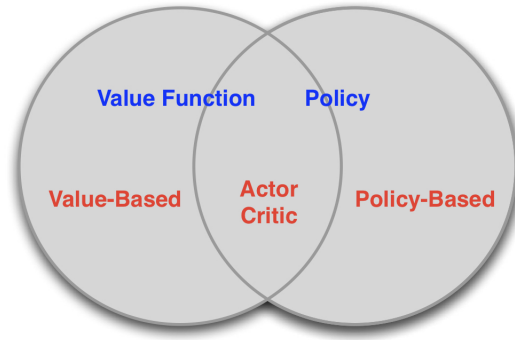 Value Function
Policy
Value-Based
Actor
Critic
Policy-Based